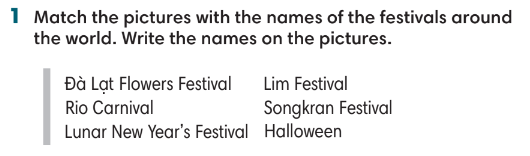 1 Match the pictures with the names of the festivals around
the world. Write the names on the pictures.
Đà Lạt Flowers Festival Lim Festival
Rio Carnival Songkran Festival
Lunar New Year's Festival Halloween